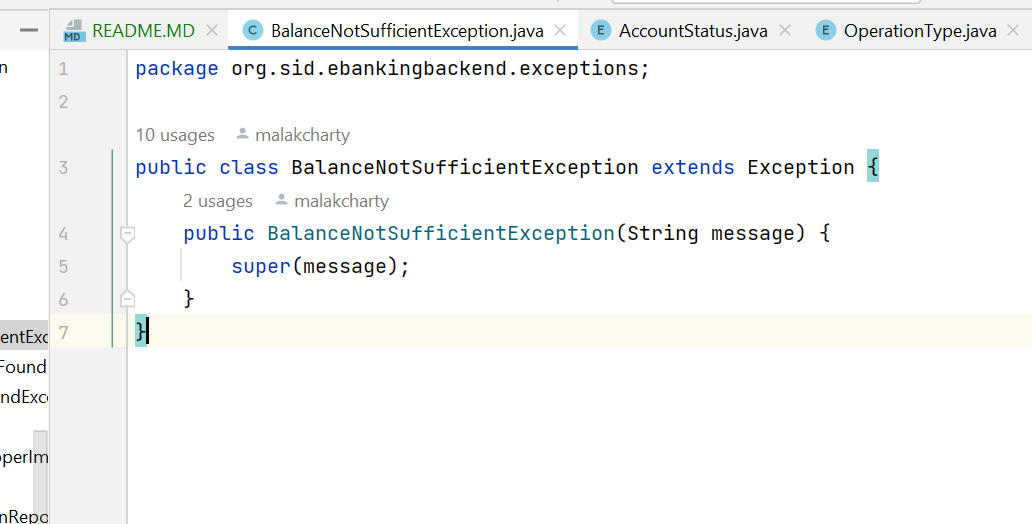 README.MD BalanceNotSufficientException.java AccountStatus.java OperationType.java
n
1 package org.sid.ebankingbackend.exceptions;
2
10 usages malakcharty
3 public class BalanceNotSufficientException extends Exception {
2 usages malakcharty
4 public BalanceNotSufficientException(String message) {
5 super(message);
6 }
7 }
entExc
Found
ndExce
pperIm
nRepo